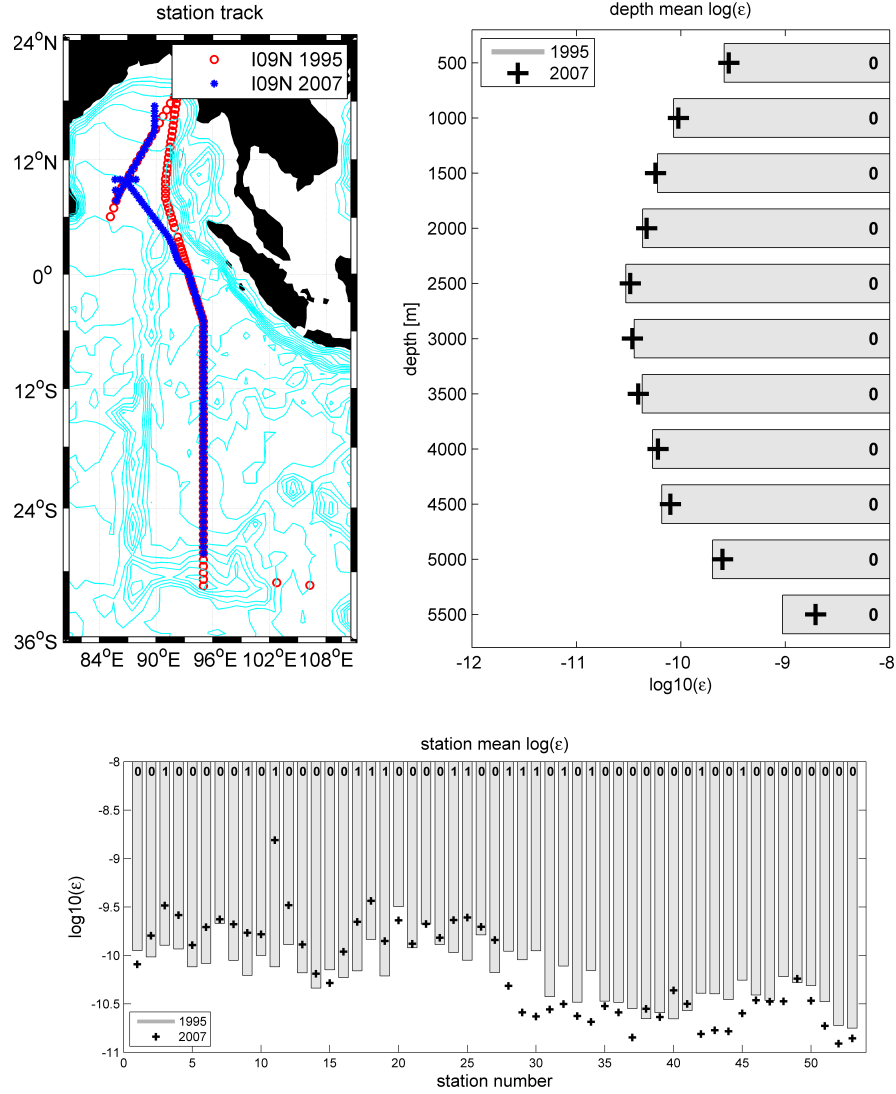 station track
24°N
12°N
0°
12°S
24°S
36°S
84°E 90°E 96°E 102°E 108°E
I09N 1995
I09N 2007
depth mean log(ε)
1995
2007
depth [m]
500 0
1000 0
1500 0
2000 0
2500 0
3000 0
3500 0
4000 0
4500 0
5000 0
5500 0
-12 -11 -10 -9 -8
log10(ε)
station mean log(ε)
-8
-8.5
-9
-9.5
-10
-10.5
-11
log10(ε)
0 0 1 0 0 0 0 0 1 0 1 0 0 0 0 0 1 1 1 0 0 0 0 1 1 0 0 1 1 1 0 1 0 1 0 0 0 0 0 0 0 1 0 0 1 0 0 0 0 0 0 0 0
1995
2007
0 5 10 15 20 25 30 35 40 45 50
station number